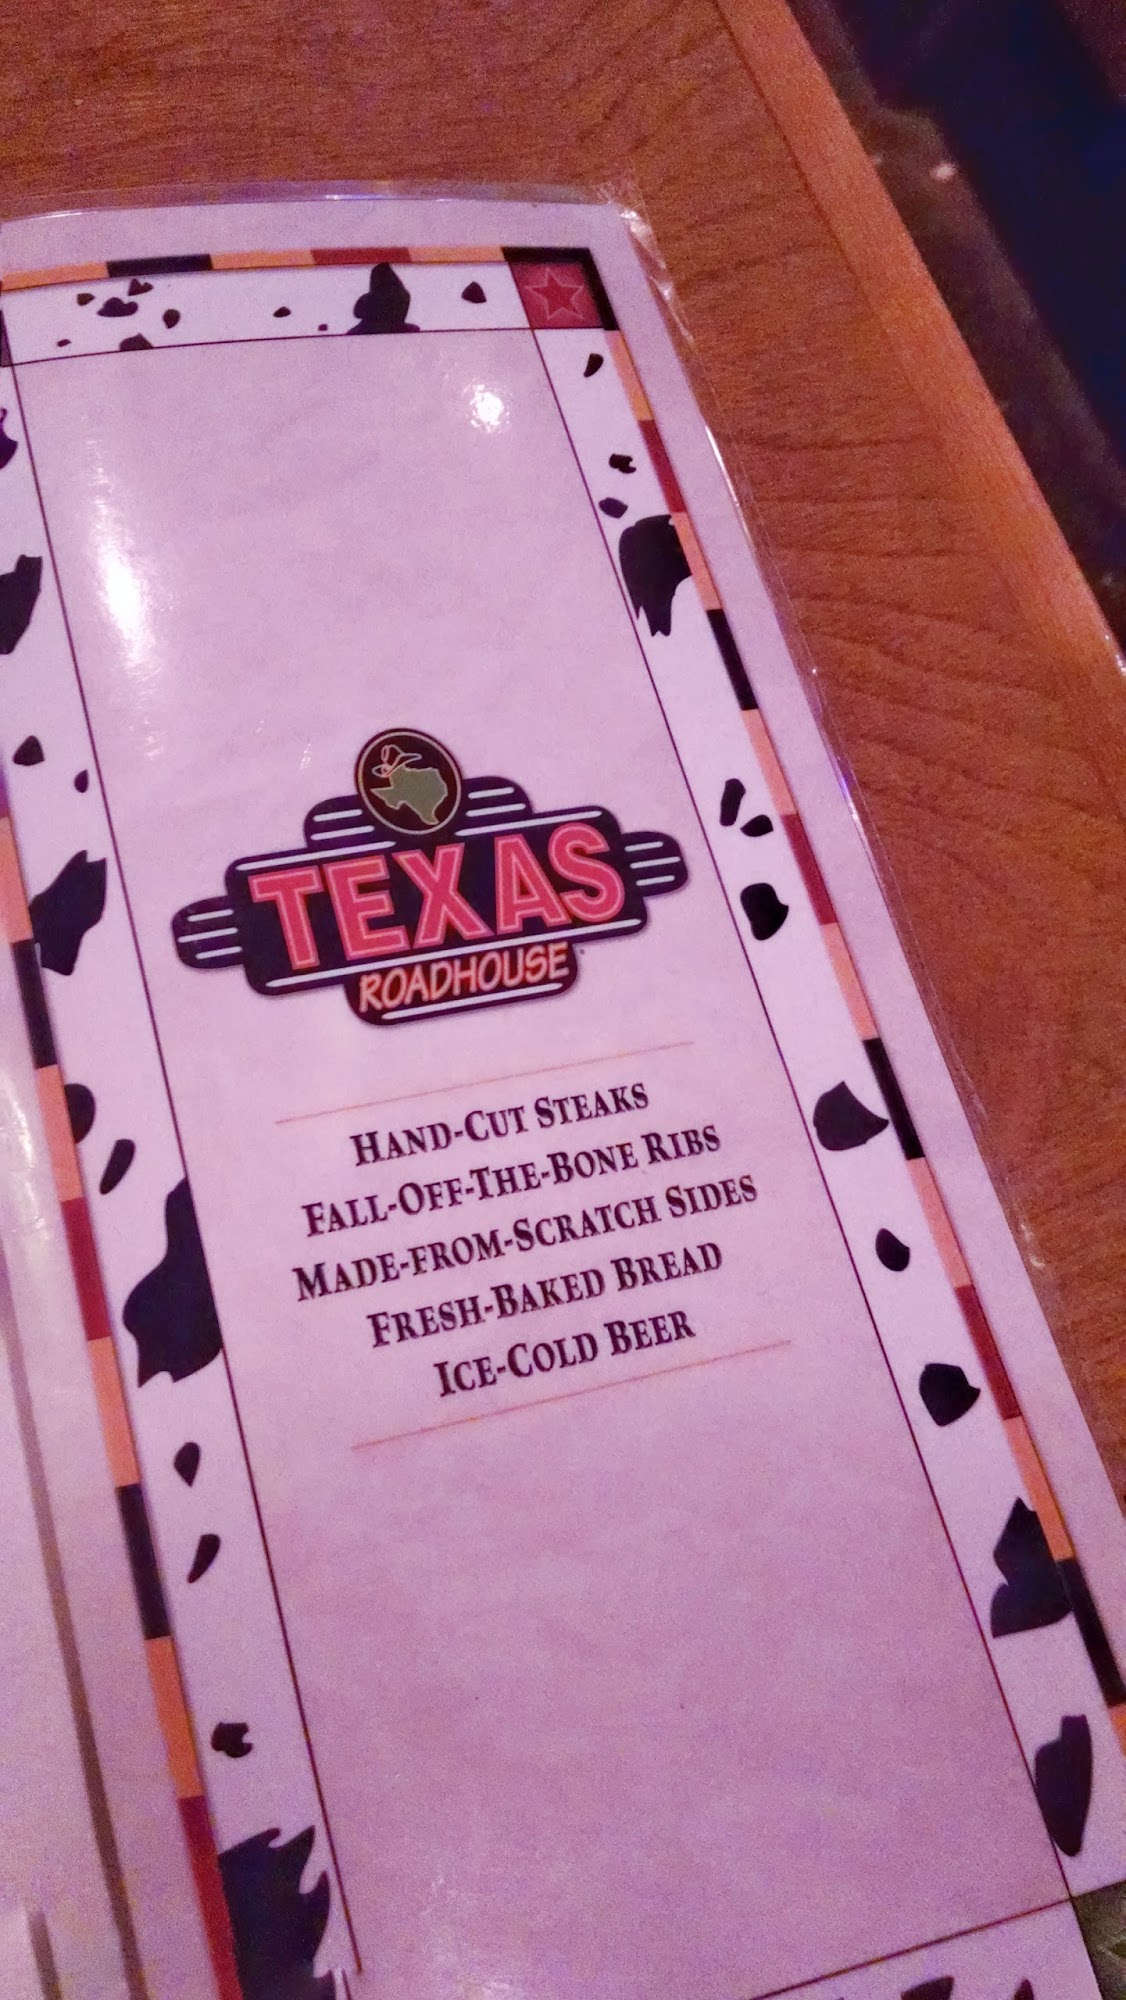 TEXAS
ROADHOUSE
HAND-CUT STEAKS
FALL-OFF-THE-BONE RIBS
MADE-FROM-SCRATCH SIDES
FRESH-BAKED BREAD
ICE-COLD BEER